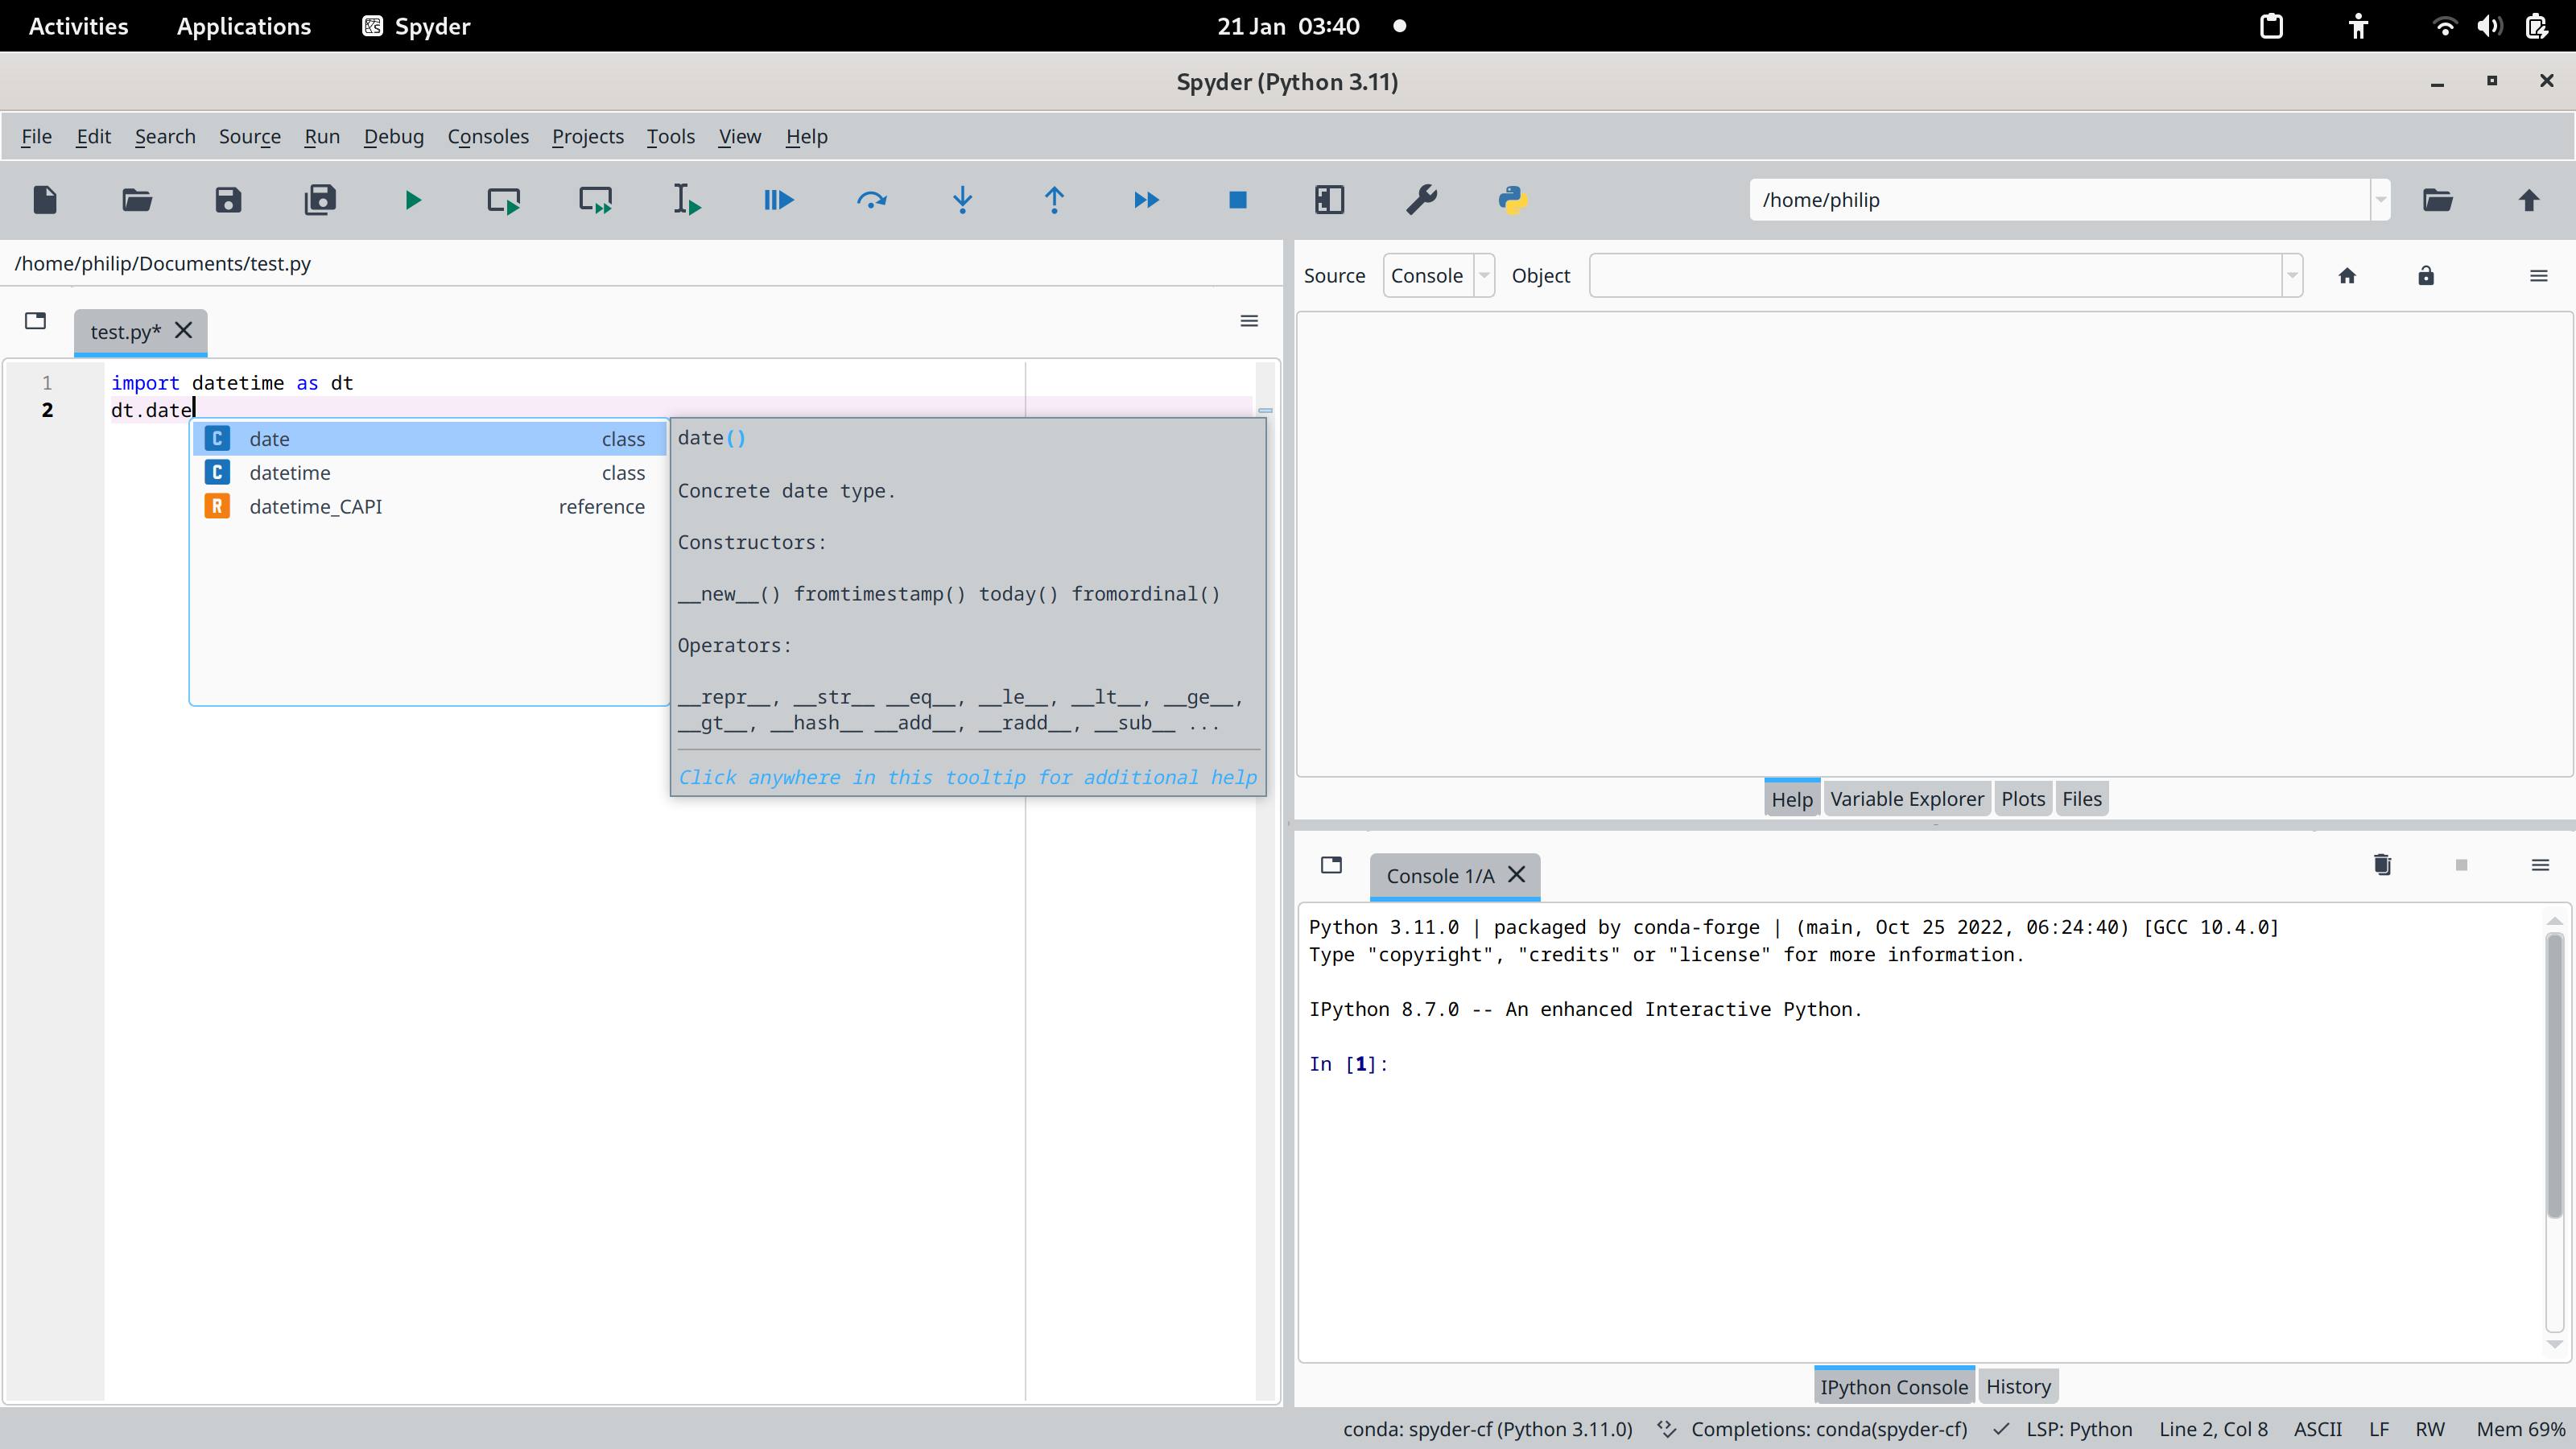 Activities Applications Spyder 21 Jan 03:40
Spyder (Python 3.11)
File Edit Search Source Run Debug Consoles Projects Tools View Help
/home/philip
/home/philip/Documents/test.py
test.py*
1 import datetime as dt
2 dt.date
C date class
C datetime class
R datetime_CAPI reference
date()
Concrete date type.
Constructors:
__new__() fromtimestamp() today() fromordinal()
Operators:
__repr__, __str__ __eq__, __le__, __lt__, __ge__,
__gt__, __hash__ __add__, __radd__, __sub__ ...
Click anywhere in this tooltip for additional help
Source Console Object
Help Variable Explorer Plots Files
Console 1/A
Python 3.11.0 | packaged by conda-forge | (main, Oct 25 2022, 06:24:40) [GCC 10.4.0]
Type "copyright", "credits" or "license" for more information.
IPython 8.7.0 -- An enhanced Interactive Python.
In [1]:
IPython Console History
conda: spyder-cf (Python 3.11.0) Completions: conda(spyder-cf) LSP: Python Line 2, Col 8 ASCII LF RW Mem 69%